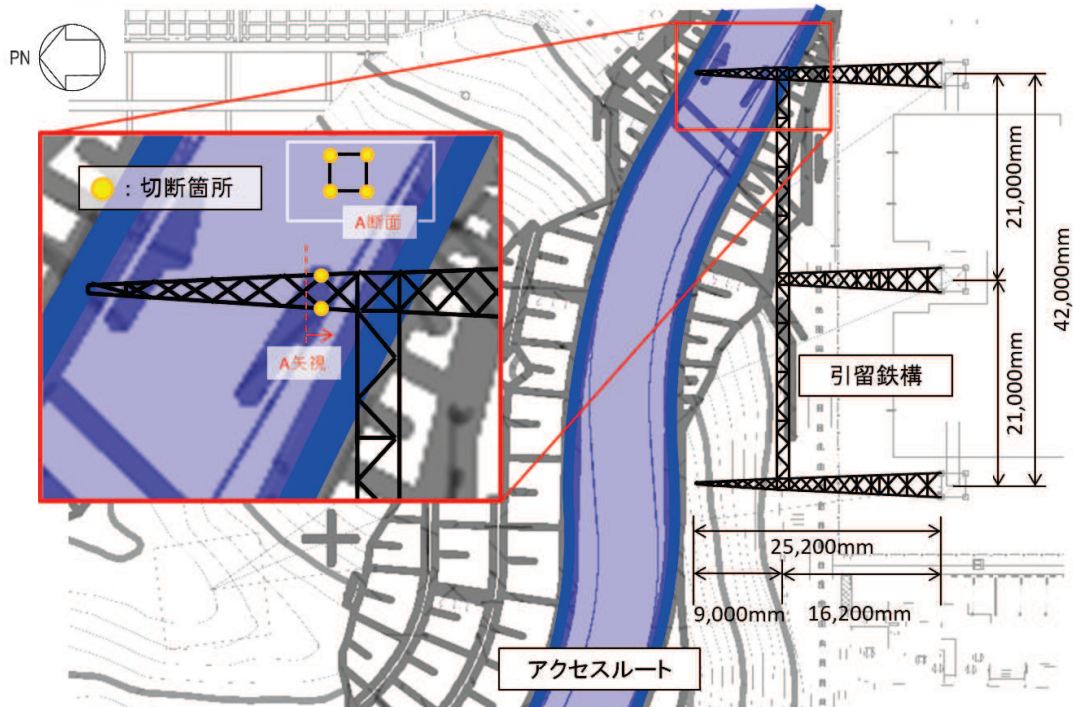 PN
●:切断箇所
A断面
A矢視
21,000mm
21,000mm
42,000mm
引留鉄構
25,200mm
9,000mm
16,200mm
アクセスルート